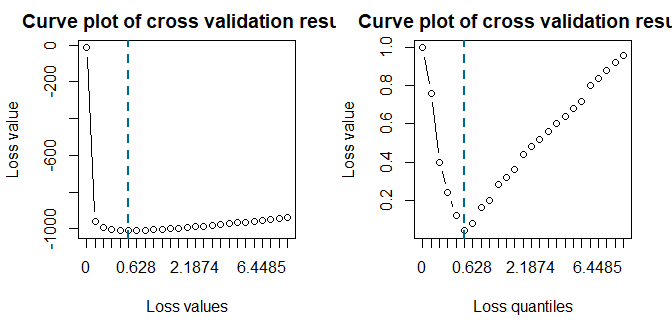 Curve plot of cross validation resu
Loss value
0
-200
-600
-1000
0 0.628 2.1874 6.4485
Loss values
Curve plot of cross validation resu
Loss value
1.0
0.8
0.6
0.4
0.2
0 0.628 2.1874 6.4485
Loss quantiles